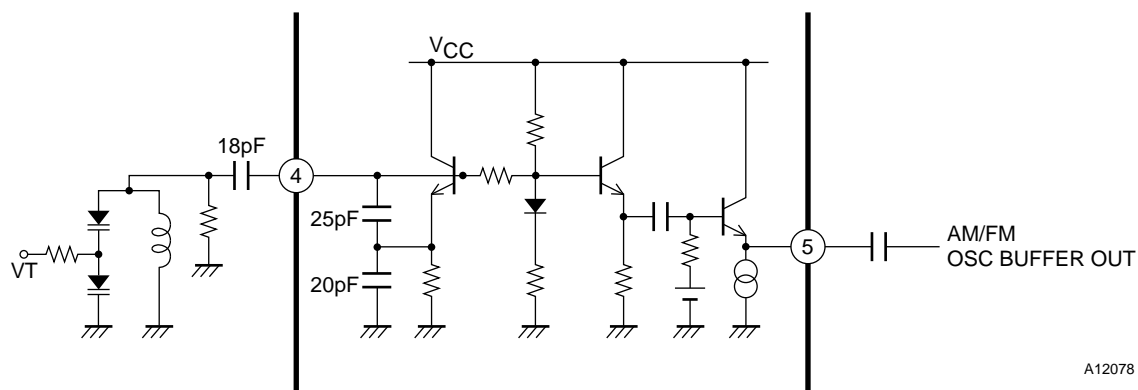 VCC
18pF
4
25pF
VT
5
AM/FM
OSC BUFFER OUT
20pF
A12078